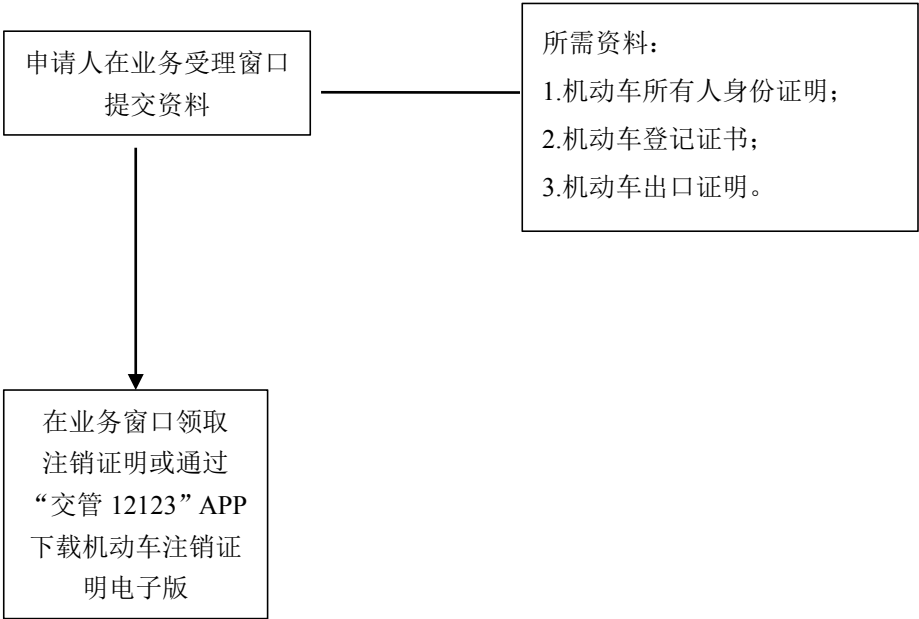 申请人在业务受理窗口
提交资料
所需资料：
1.机动车所有人身份证明；
2.机动车登记证书；
3.机动车出口证明。
在业务窗口领取
注销证明或通过
“交管 12123”APP
下载机动车注销证
明电子版